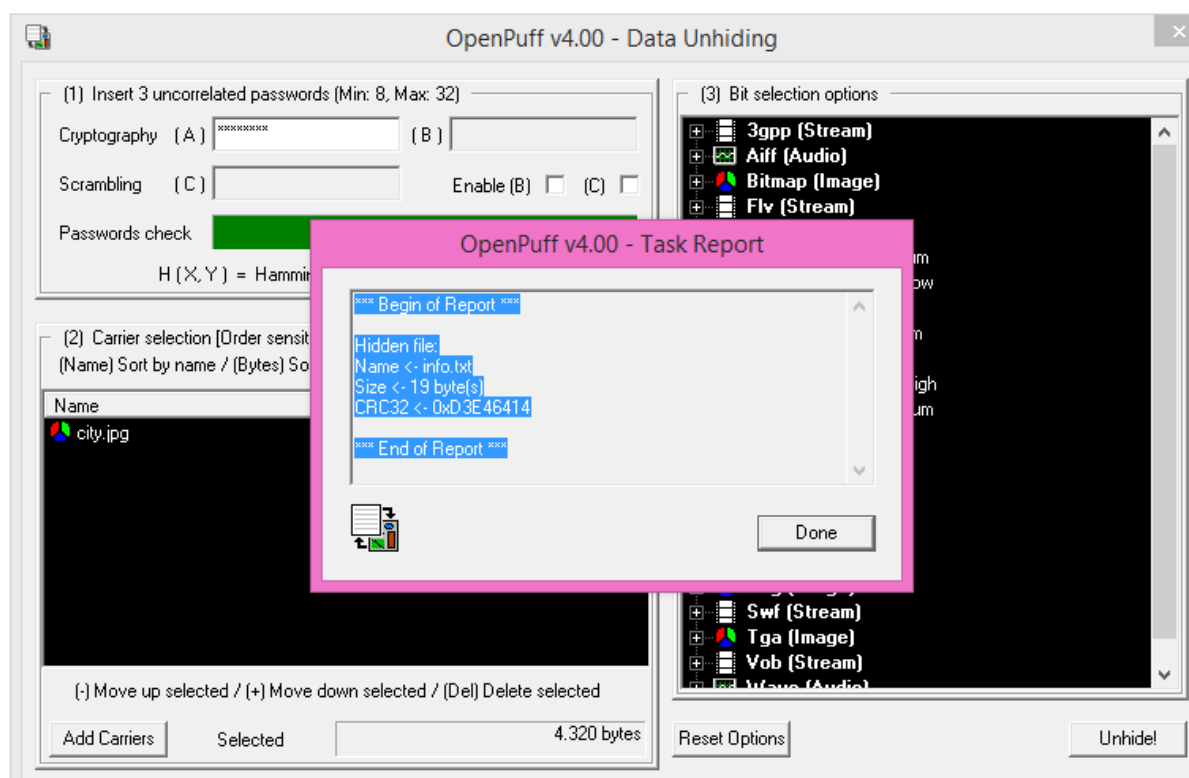 OpenPuff v4.00 - Data Unhiding
(1) Insert 3 uncorrelated passwords (Min: 8, Max: 32)
Cryptography (A) ******** (B)
Scrambling (C) Enable (B) (C)
Passwords check
H (X, Y) =
(2) Carrier selection [Order
(Name) Sort by name / (Bytes)
Name
city.jpg
(-) Move up selected / (+) Move down selected / (Del) Delete selected
Add Carriers Selected 4.320 bytes
(3) Bit selection options
3gpp (Stream)
Aiff (Audio)
Bitmap (Image)
Flv (Stream)
Swf (Stream)
Tga (Image)
Vob (Stream)
Reset Options Unhide!
OpenPuff v4.00 - Task Report
*** Begin of Report ***
Hidden file:
Name <- info.txt
Size <- 19 byte(s)
CRC32 <- 0xD3E46414
*** End of Report ***
Done